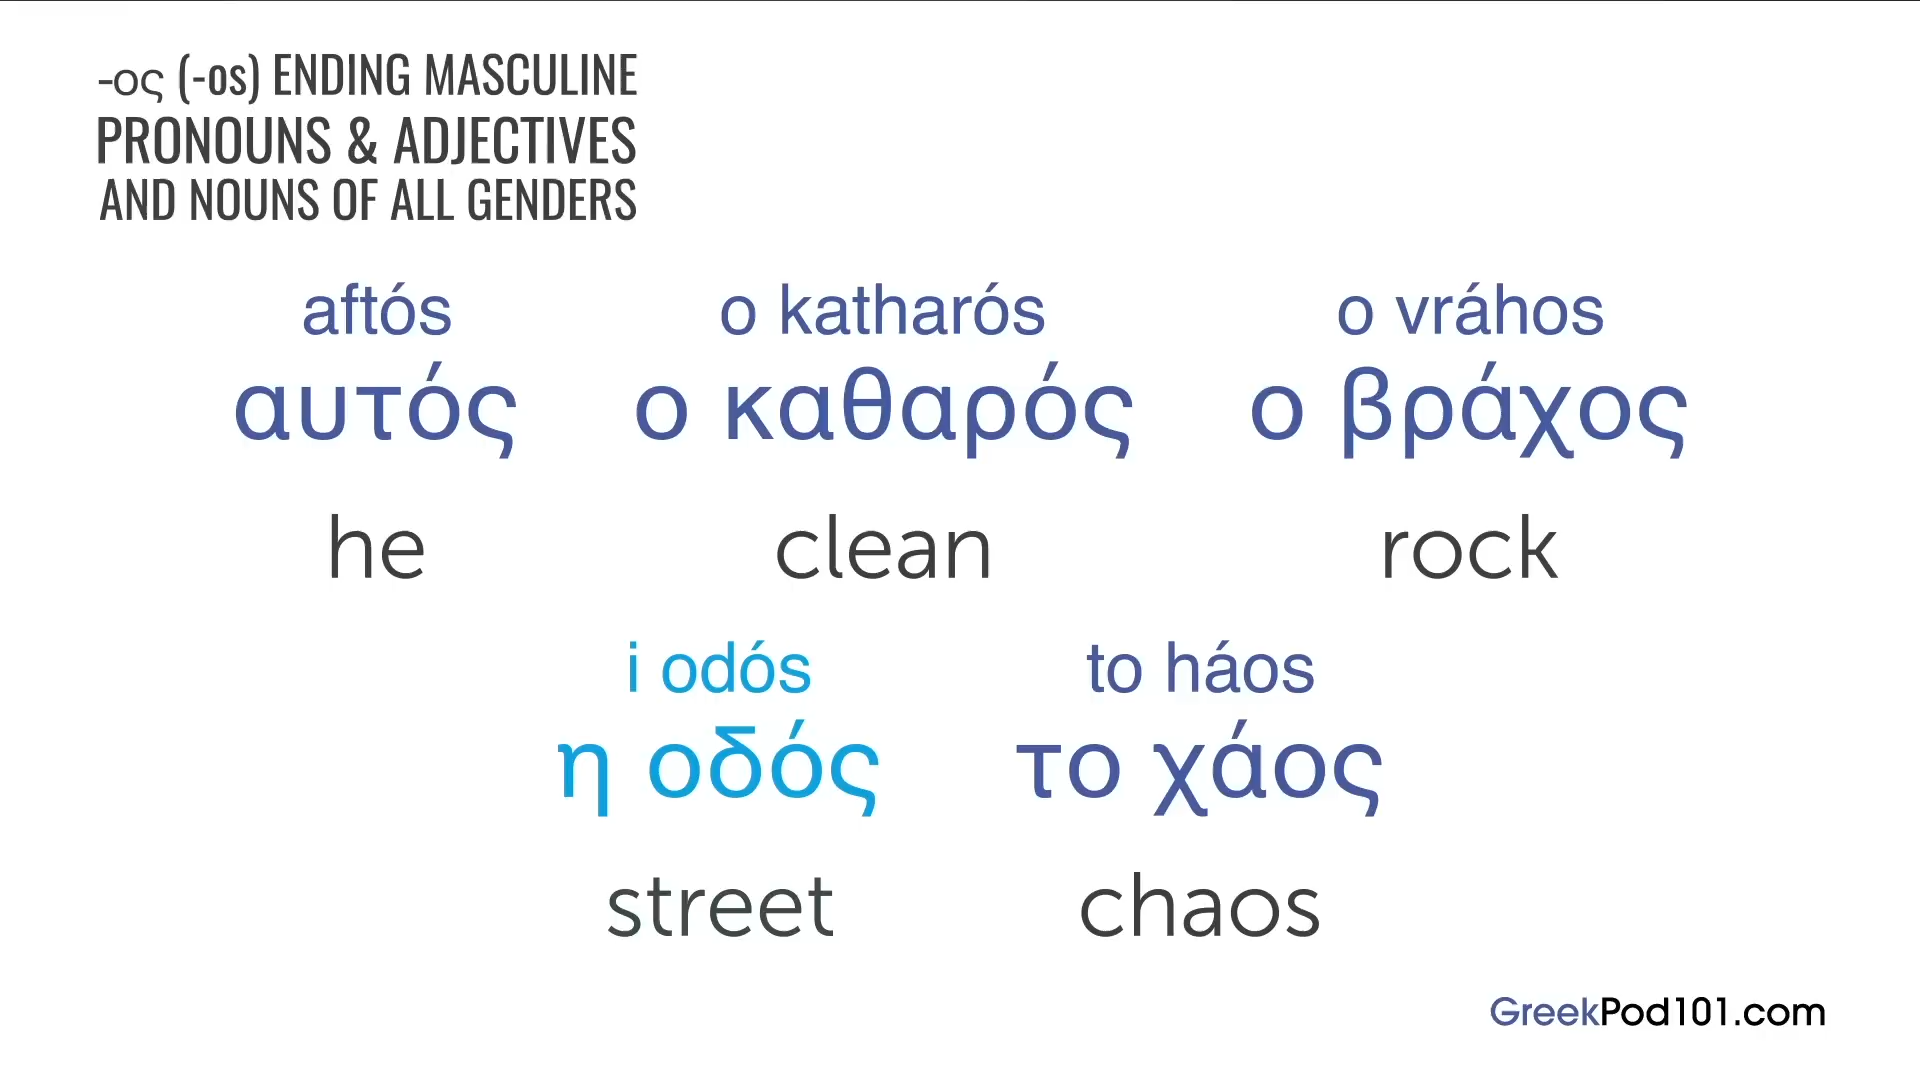 -ος (-os) ENDING MASCULINE
PRONOUNS & ADJECTIVES
AND NOUNS OF ALL GENDERS
aftós o katharós o vráhos
αυτός ο καθαρός ο βράχος
he clean rock
i odós to háos
η οδός το χάος
street chaos
GreekPod101.com